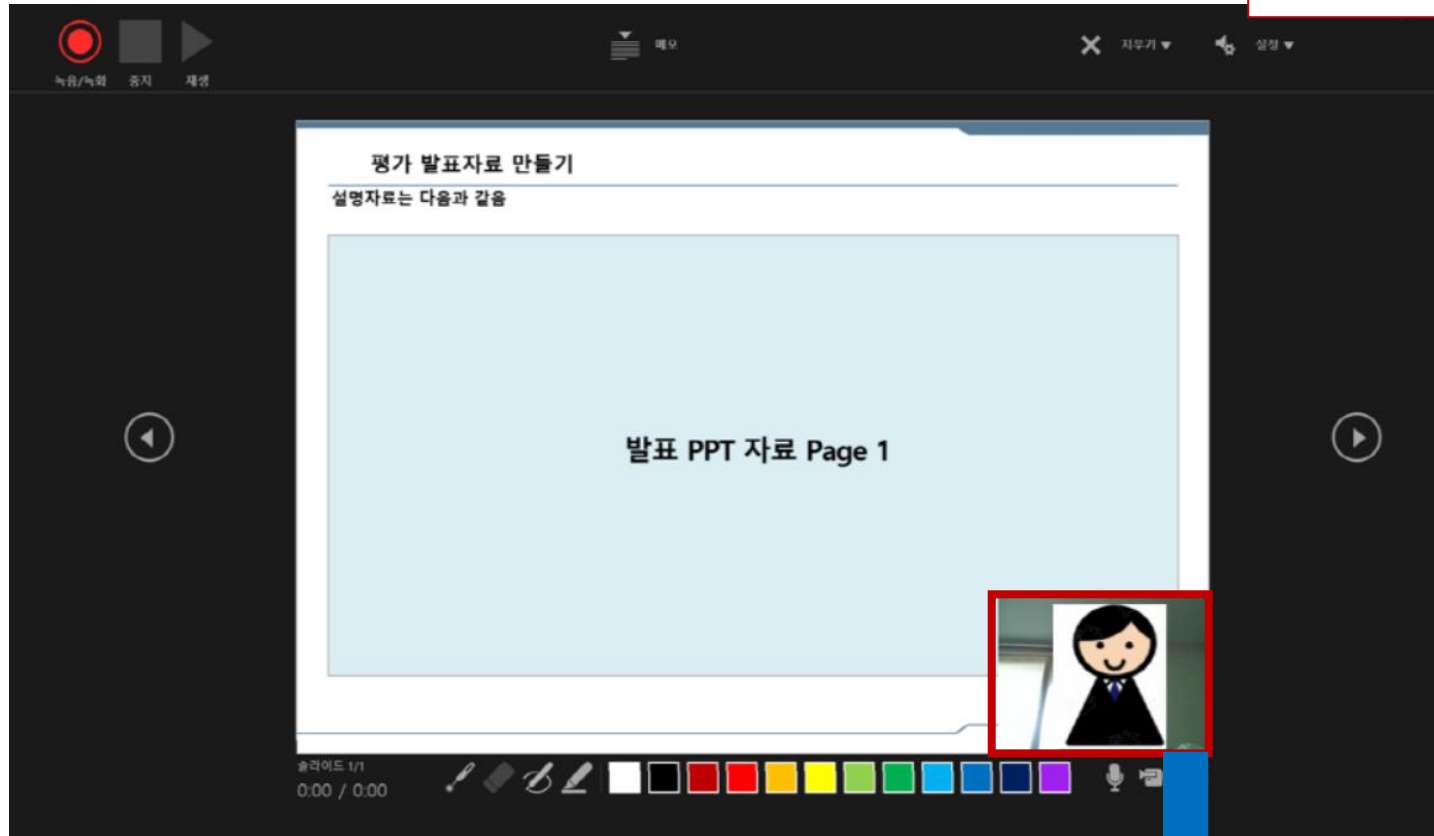 녹음/녹화 중지 재생
메모
지우기
설정
평가 발표자료 만들기
설명자료는 다음과 같음
발표 PPT 자료 Page 1
슬라이드 1/1
0:00 / 0:00